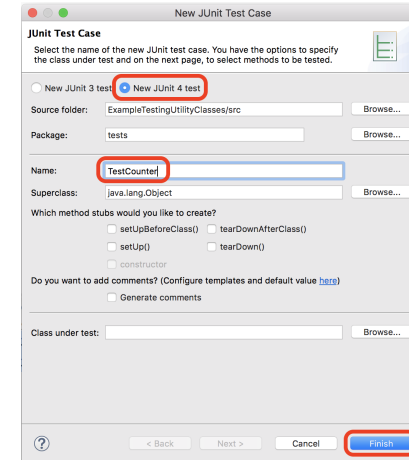 New JUnit Test Case
JUnit Test Case
Select the name of the new JUnit test case. You have the options to specify
the class under test and on the next page, to select methods to be tested.
New JUnit 3 test New JUnit 4 test
Source folder: ExampleTestingUtilityClasses/src Browse...
Package: tests Browse...
Name: TestCounter
Superclass: java.lang.Object Browse...
Which method stubs would you like to create?
setUpBeforeClass() tearDownAfterClass()
setUp() tearDown()
constructor
Do you want to add comments? (Configure templates and default value here)
Generate comments
Class under test: Browse...
? < Back Next > Cancel Finish